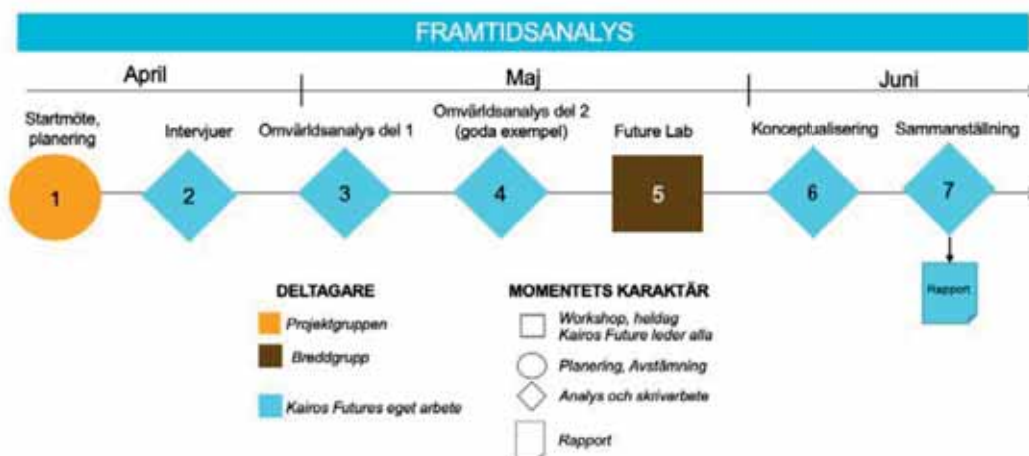 FRAMTIDSANALYS
April
Maj
Juni
Startmöte,
planering
Intervjuer
Omvärldsanalys del 1
Omvärldsanalys del 2
(goda exempel)
Future Lab
Konceptualisering
Sammanställning
1
2
3
4
5
6
7
Rapport
DELTAGARE
Projektgruppen
Breddgrupp
Kairos Futures eget arbete
MOMENTETS KARAKTÄR
Workshop, heldag
Kairos Future leder alla
Planering, Avstämning
Analys och skrivarbete
Rapport